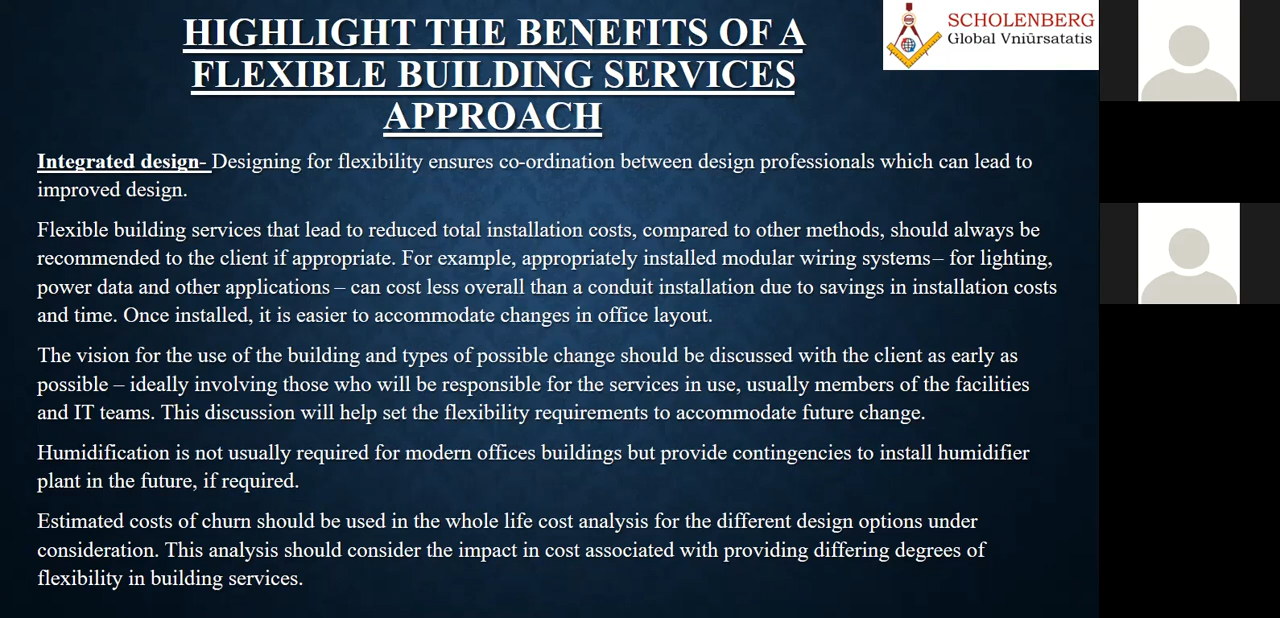 HIGHLIGHT THE BENEFITS OF A
FLEXIBLE BUILDING SERVICES
APPROACH
SCHOLENBERG
Global Vniürsatatis
Integrated design- Designing for flexibility ensures co-ordination between design professionals which can lead to
improved design.
Flexible building services that lead to reduced total installation costs, compared to other methods, should always be
recommended to the client if appropriate. For example, appropriately installed modular wiring systems– for lighting,
power data and other applications – can cost less overall than a conduit installation due to savings in installation costs
and time. Once installed, it is easier to accommodate changes in office layout.
The vision for the use of the building and types of possible change should be discussed with the client as early as
possible – ideally involving those who will be responsible for the services in use, usually members of the facilities
and IT teams. This discussion will help set the flexibility requirements to accommodate future change.
Humidification is not usually required for modern offices buildings but provide contingencies to install humidifier
plant in the future, if required.
Estimated costs of churn should be used in the whole life cost analysis for the different design options under
consideration. This analysis should consider the impact in cost associated with providing differing degrees of
flexibility in building services.